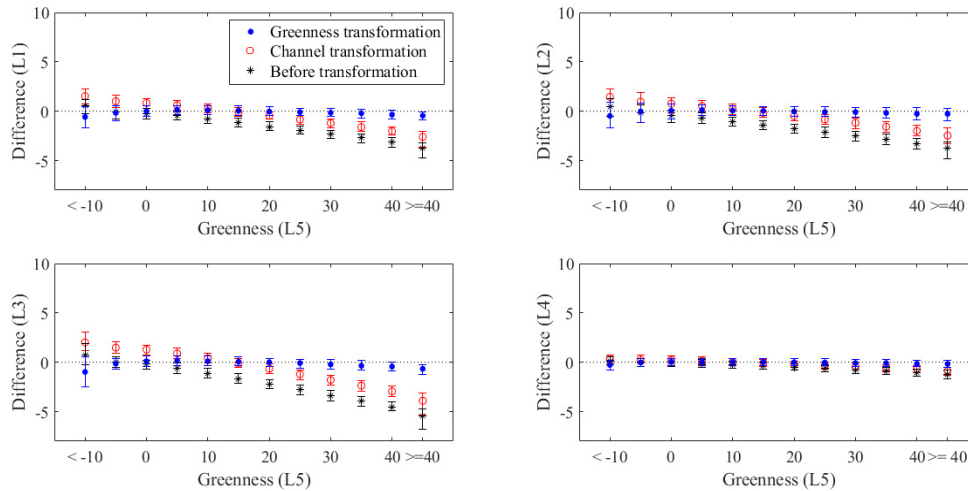 10
5
0
-5
Difference (L1)
Greenness transformation
Channel transformation
Before transformation
< -10 0 10 20 30 40 >=40
Greenness (L5)
10
5
0
-5
Difference (L2)
< -10 0 10 20 30 40 >=40
Greenness (L5)
10
5
0
-5
Difference (L3)
< -10 0 10 20 30 40 >=40
Greenness (L5)
10
5
0
-5
Difference (L4)
< -10 0 10 20 30 40 >= 40
Greenness (L5)